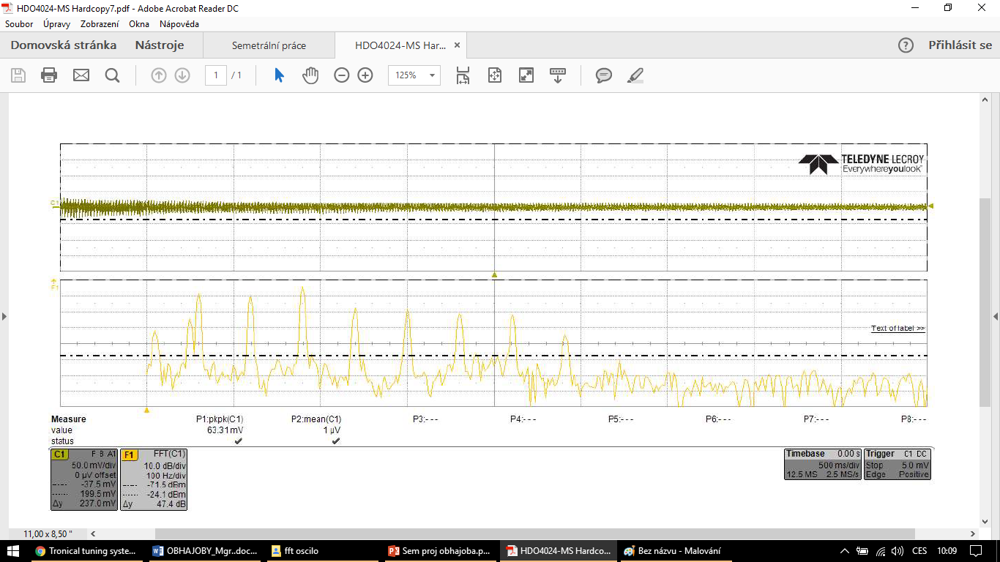 HDO4024-MS Hardcopy7.pdf - Adobe Acrobat Reader DC
Soubor Úpravy Zobrazení Okna Nápověda
Domovská stránka Nástroje Semetrální práce HDO4024-MS Har... × ? Přihlásit se
1 / 1 125%
TELEDYNE LECROY
Everywhereyoulook™
C1
F1
Text of label >>
Measure P1:pkpk(C1) P2:mean(C1) P3:- - - P4:- - - P5:- - - P6:- - - P7:- - - P8:- - -
value 63.31 mV 1 µV
status
C1 F B A1
50.0 mV/div
0 µV offset
-37.5 mV
199.5 mV
Δy 237.0 mV
F1 FFT(C1)
10.0 dB/div
100 Hz/div
-71.5 dBm
-24.1 dBm
Δy 47.4 dB
Timebase 0.00 s
500 ms/div
12.5 MS 2.5 MS/s
Trigger C1 DC
Stop 5.0 mV
Edge Positive
11,00 x 8,50 "
Tronical tuning syste... OBHAJOBY_Mgr..doc... fft oscilo Sem proj obhajoba.p... HDO4024-MS Hardco... Bez názvu - Malování CES 10:09